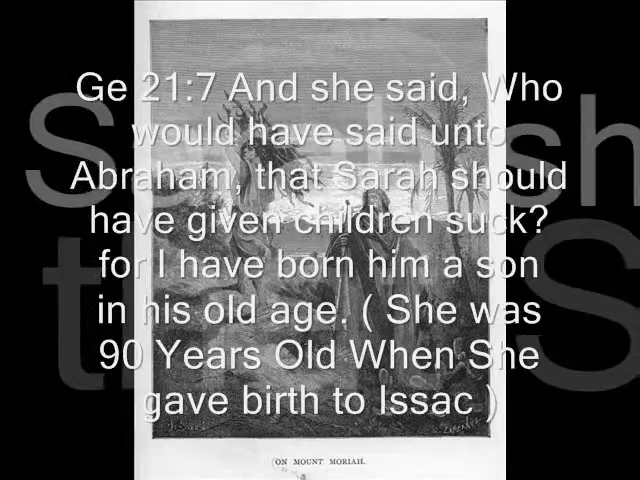 Ge 21:7 And she said, Who
would have said unto
Abraham, that Sarah should
have given children suck?
for I have born him a son
in his old age. ( She was
90 Years Old When She
gave birth to Issac )
ON MOUNT MORIAH.